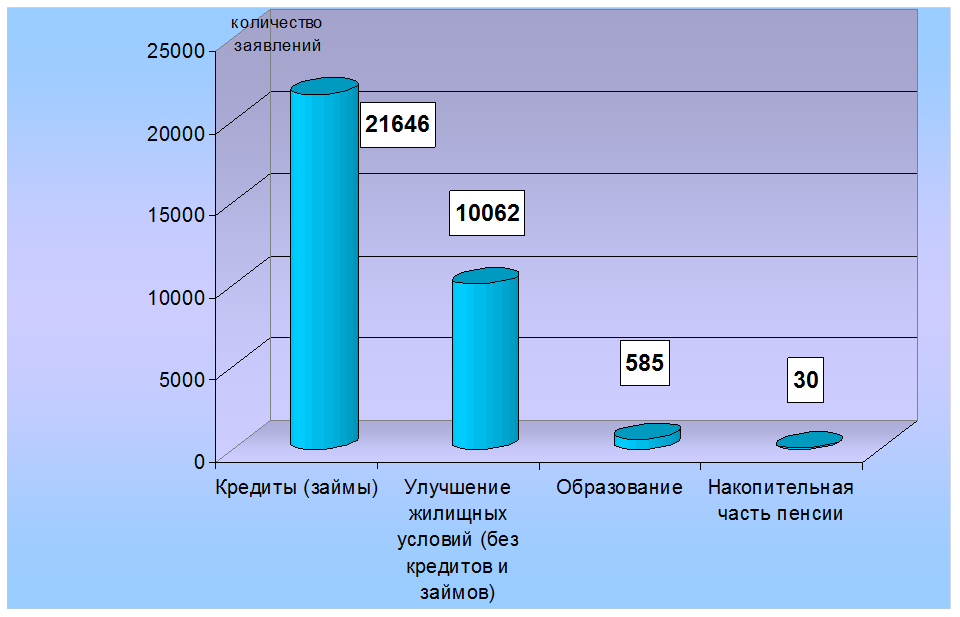 количество
заявлений
25000
20000
15000
10000
5000
0
21646
10062
585
30
Кредиты (займы)
Улучшение
жилищных
условий (без
кредитов и
займов)
Образование
Накопительная
часть пенсии